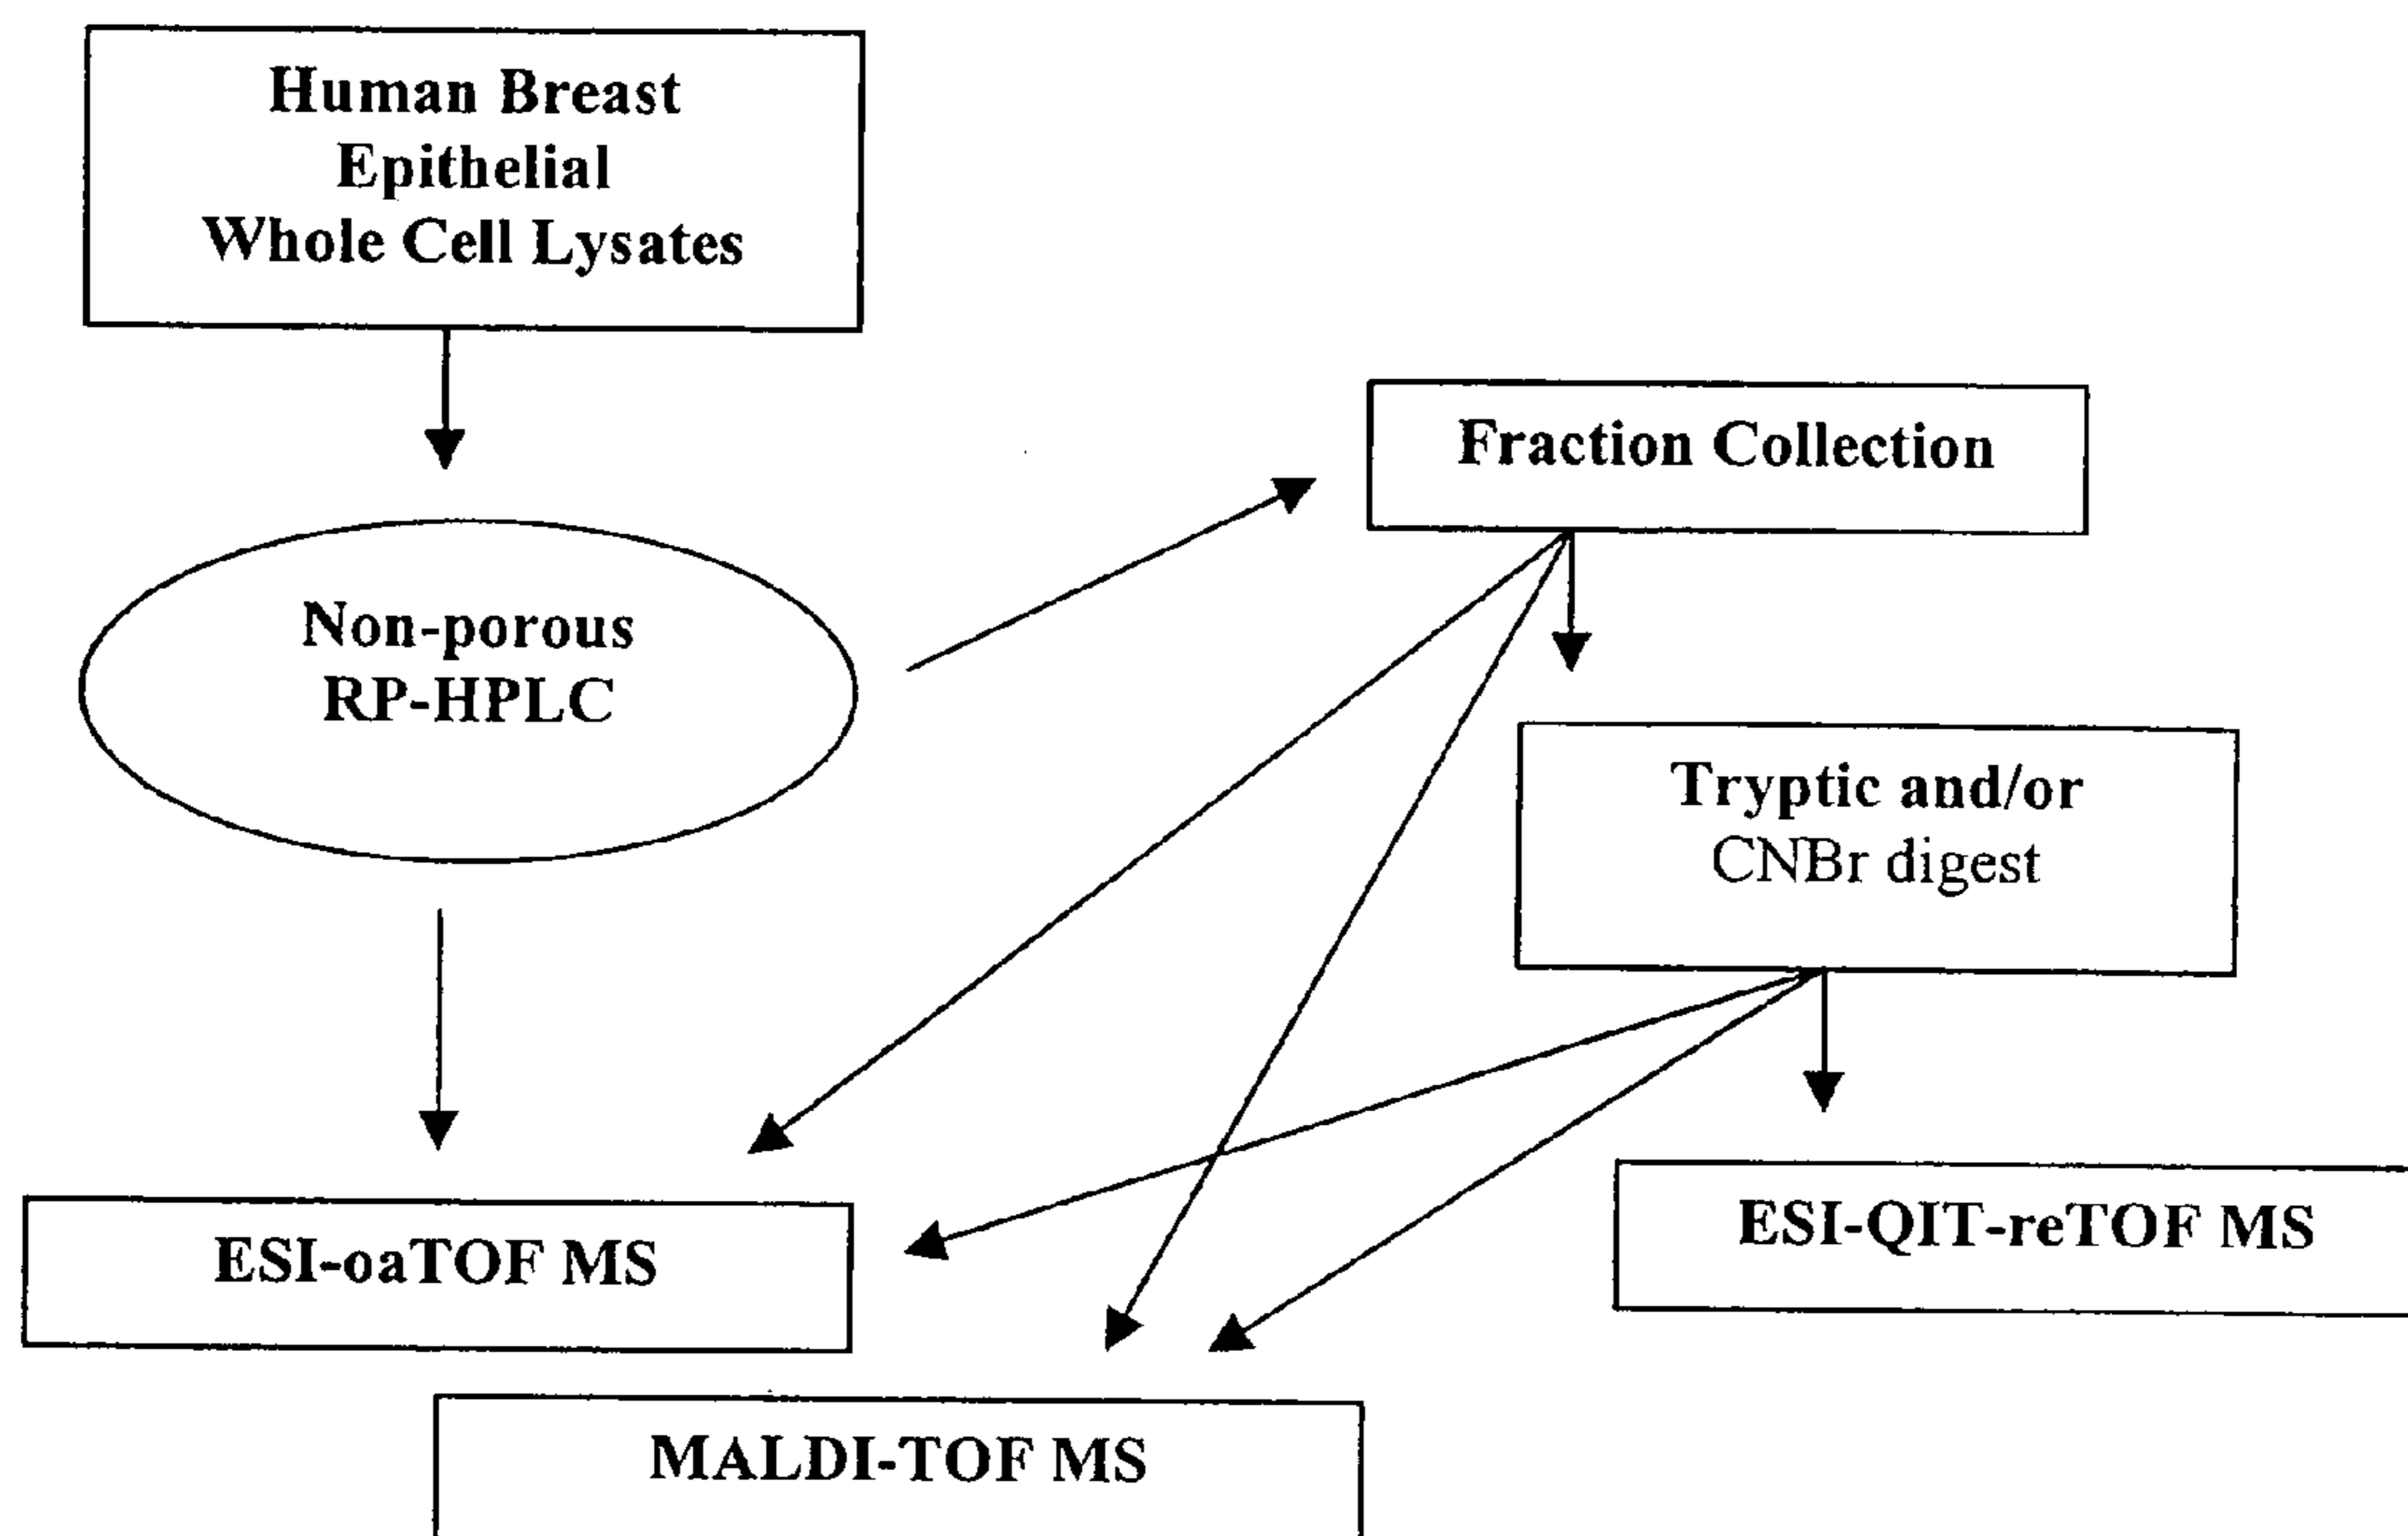 Human Breast
Epithelial
Whole Cell Lysates
Fraction Collection
Non-porous
RP-HPLC
Tryptic and/or
CNBr digest
ESI-oaTOF MS
ESI-QIT-reTOF MS
MALDI-TOF MS